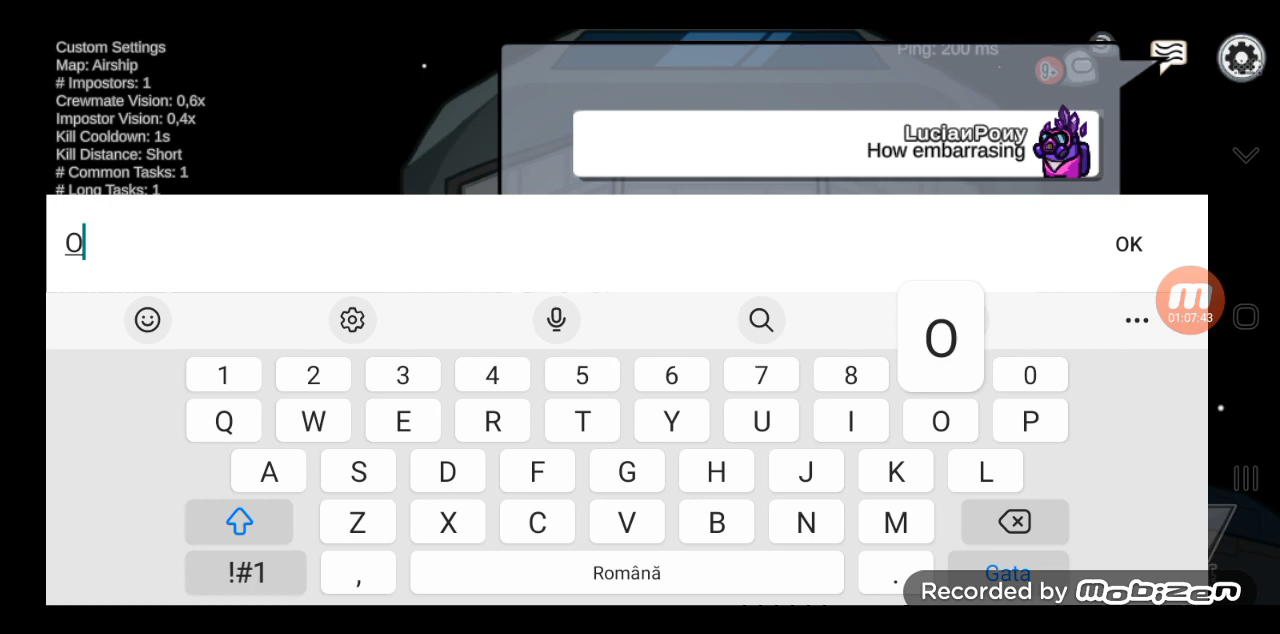 Custom Settings
Map: Airship
# Impostors: 1
Crewmate Vision: 0,6x
Impostor Vision: 0,4x
Kill Cooldown: 1s
Kill Distance: Short
# Common Tasks: 1
# Long Tasks: 1
Ping: 200 ms
9+
LuciaиPoиy
How embarrasing
O
OK
01:07:43
O
1 2 3 4 5 6 7 8 0
Q W E R T Y U I O P
A S D F G H J K L
Z X C V B N M
!#1 , Română . Gata
Recorded by mobizen